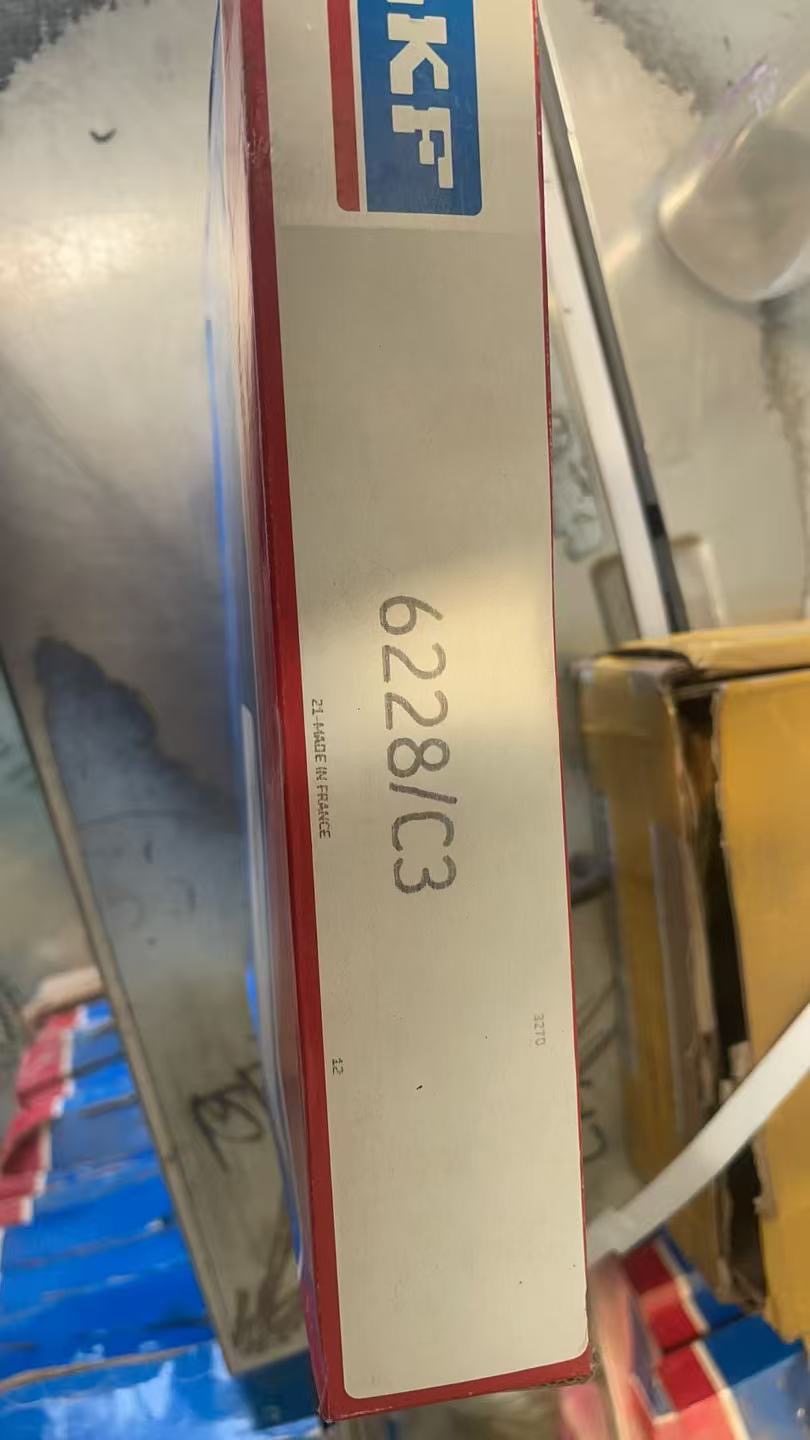 SKF
6228/C3
21-MADE IN FRANCE
3270
12